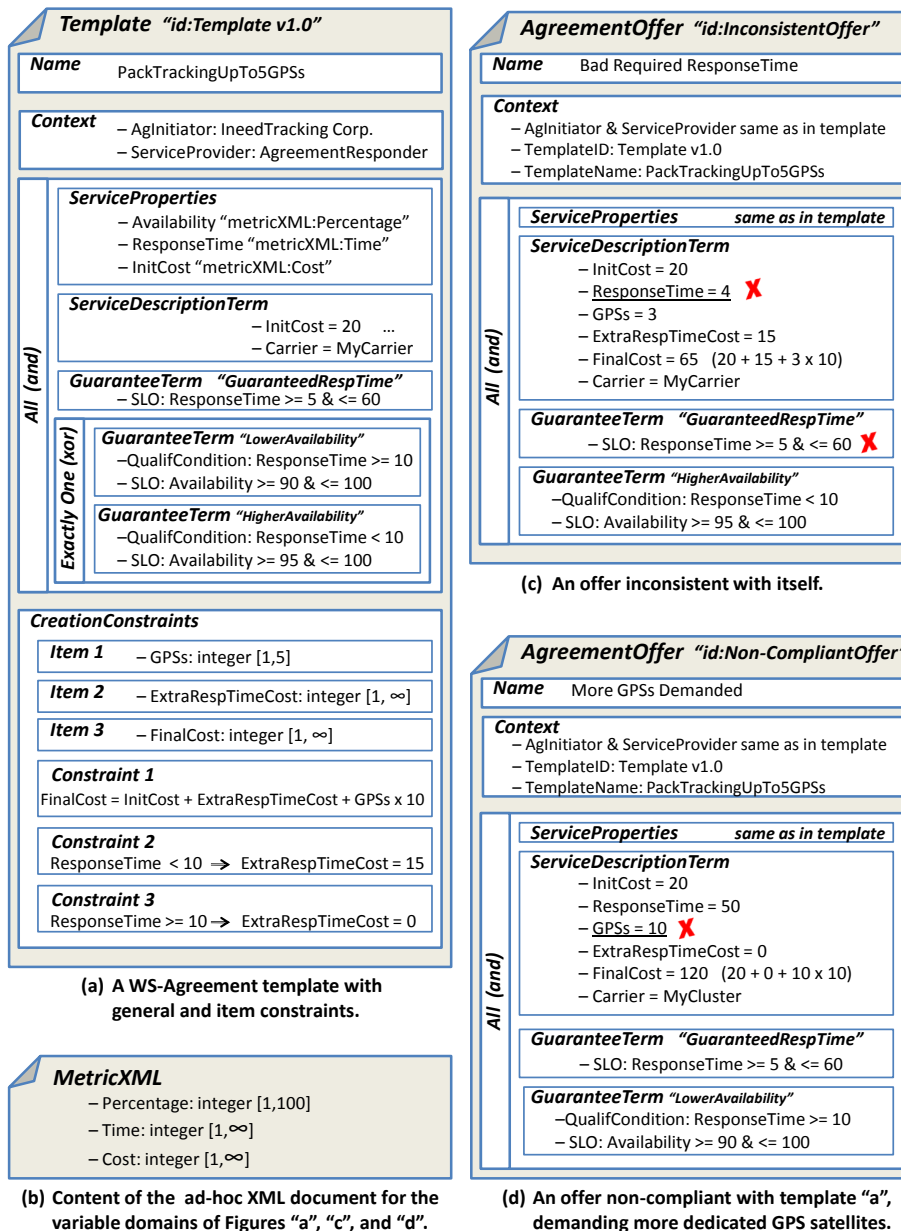 Template "id:Template v1.0"
Name
PackTrackingUpTo5GPSs
Context
– AgInitiator: IneedTracking Corp.
– ServiceProvider: AgreementResponder
All (and)
ServiceProperties
– Availability "metricXML:Percentage"
– ResponseTime "metricXML:Time"
– InitCost "metricXML:Cost"
ServiceDescriptionTerm
– InitCost = 20 ...
– Carrier = MyCarrier
GuaranteeTerm "GuaranteedRespTime"
– SLO: ResponseTime >= 5 & <= 60
Exactly One (xor)
GuaranteeTerm "LowerAvailability"
–QualifCondition: ResponseTime >= 10
– SLO: Availability >= 90 & <= 100
GuaranteeTerm "HigherAvailability"
–QualifCondition: ResponseTime < 10
– SLO: Availability >= 95 & <= 100
CreationConstraints
Item 1 – GPSs: integer [1,5]
Item 2 – ExtraRespTimeCost: integer [1, ∞]
Item 3 – FinalCost: integer [1, ∞]
Constraint 1
FinalCost = InitCost + ExtraRespTimeCost + GPSs x 10
Constraint 2
ResponseTime < 10 → ExtraRespTimeCost = 15
Constraint 3
ResponseTime >= 10 → ExtraRespTimeCost = 0
(a) A WS-Agreement template with
general and item constraints.
MetricXML
– Percentage: integer [1,100]
– Time: integer [1,∞]
– Cost: integer [1,∞]
(b) Content of the ad-hoc XML document for the
variable domains of Figures "a", "c", and "d".
AgreementOffer "id:InconsistentOffer"
Name Bad Required ResponseTime
Context
– AgInitiator & ServiceProvider same as in template
– TemplateID: Template v1.0
– TemplateName: PackTrackingUpTo5GPSs
All (and)
ServiceProperties same as in template
ServiceDescriptionTerm
– InitCost = 20
– ResponseTime = 4 X
– GPSs = 3
– ExtraRespTimeCost = 15
– FinalCost = 65 (20 + 15 + 3 x 10)
– Carrier = MyCarrier
GuaranteeTerm "GuaranteedRespTime"
– SLO: ResponseTime >= 5 & <= 60 X
GuaranteeTerm "HigherAvailability"
–QualifCondition: ResponseTime < 10
– SLO: Availability >= 95 & <= 100
(c) An offer inconsistent with itself.
AgreementOffer "id:Non-CompliantOffer"
Name More GPSs Demanded
Context
– AgInitiator & ServiceProvider same as in template
– TemplateID: Template v1.0
– TemplateName: PackTrackingUpTo5GPSs
All (and)
ServiceProperties same as in template
ServiceDescriptionTerm
– InitCost = 20
– ResponseTime = 50
– GPSs = 10 X
– ExtraRespTimeCost = 0
– FinalCost = 120 (20 + 0 + 10 x 10)
– Carrier = MyCluster
GuaranteeTerm "GuaranteedRespTime"
– SLO: ResponseTime >= 5 & <= 60
GuaranteeTerm "LowerAvailability"
–QualifCondition: ResponseTime >= 10
– SLO: Availability >= 90 & <= 100
(d) An offer non-compliant with template "a",
demanding more dedicated GPS satellites.